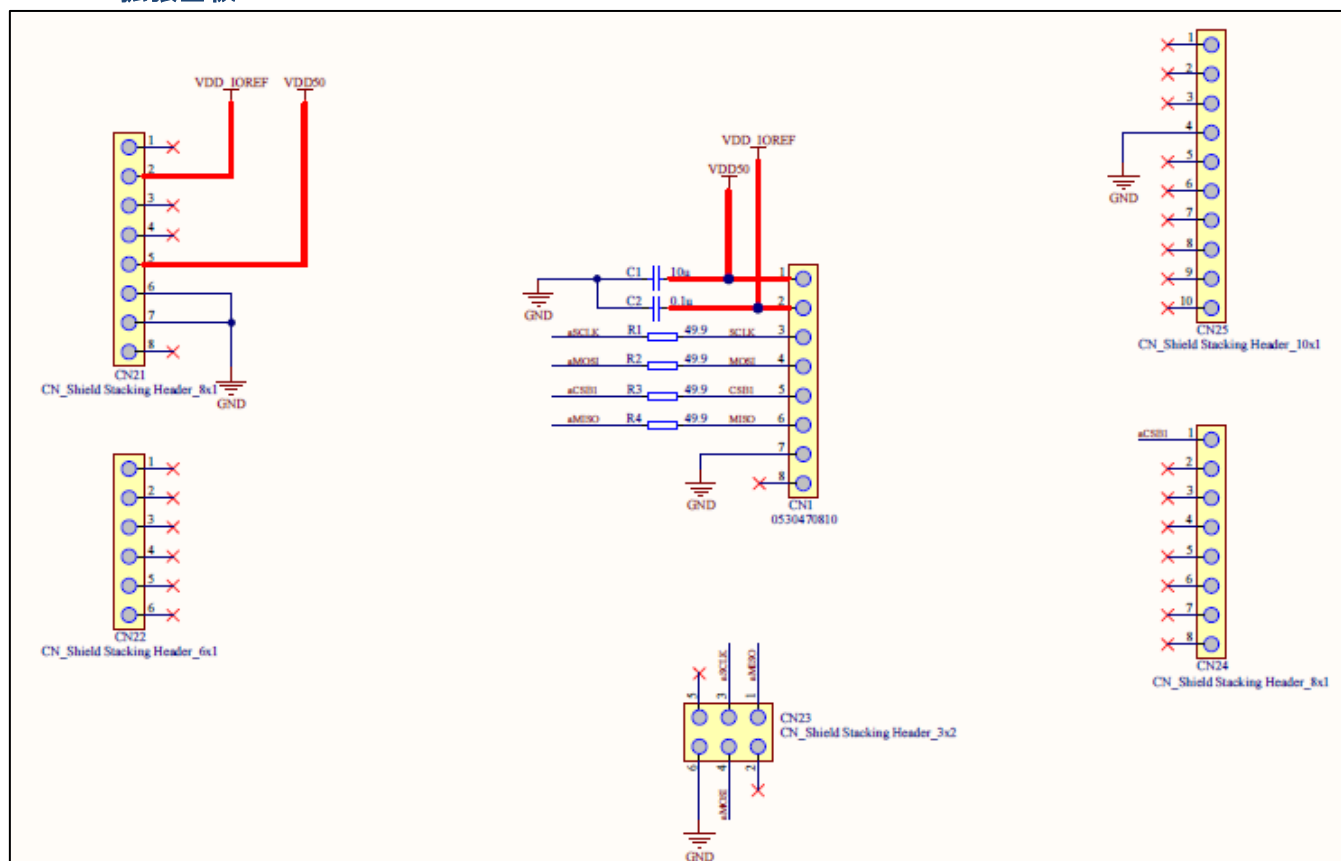 VDD_IOREF
VDD50
1
2
3
4
5
6
7
8
CN21
CN_Shield Stacking Header_8x1
GND
1
2
3
4
5
6
CN22
CN_Shield Stacking Header_6x1
VDD_IOREF
VDD50
C1 10u 1
GND
C2 0.1u 2
aSCLK R1 49.9 SCLK 3
aMOSI R2 49.9 MOSI 4
aCSB1 R3 49.9 CSB1 5
aMISO R4 49.9 MISO 6
7
GND
8
CN1
0530470810
aSCLK
aMISO
5 3 1
CN23
CN_Shield Stacking Header_3x2
6 4 2
aMOSI
GND
1
2
3
4
GND
5
6
7
8
9
10
CN25
CN_Shield Stacking Header_10x1
aCSB1
1
2
3
4
5
6
7
8
CN24
CN_Shield Stacking Header_8x1